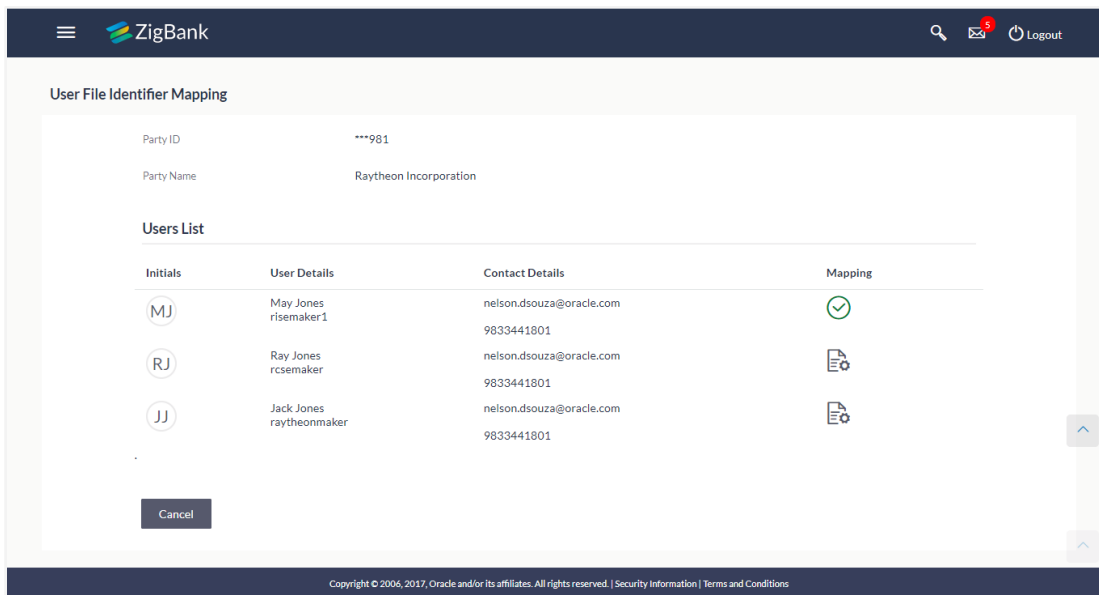 ZigBank
5
Logout
User File Identifier Mapping
Party ID ***981
Party Name Raytheon Incorporation
Users List
Initials User Details Contact Details Mapping
MJ May Jones nelson.dsouza@oracle.com
risemaker1
9833441801
RJ Ray Jones nelson.dsouza@oracle.com
rcsemaker
9833441801
JJ Jack Jones nelson.dsouza@oracle.com
raytheonmaker
9833441801
.
Cancel
Copyright © 2006, 2017, Oracle and/or its affiliates. All rights reserved. | Security Information | Terms and Conditions